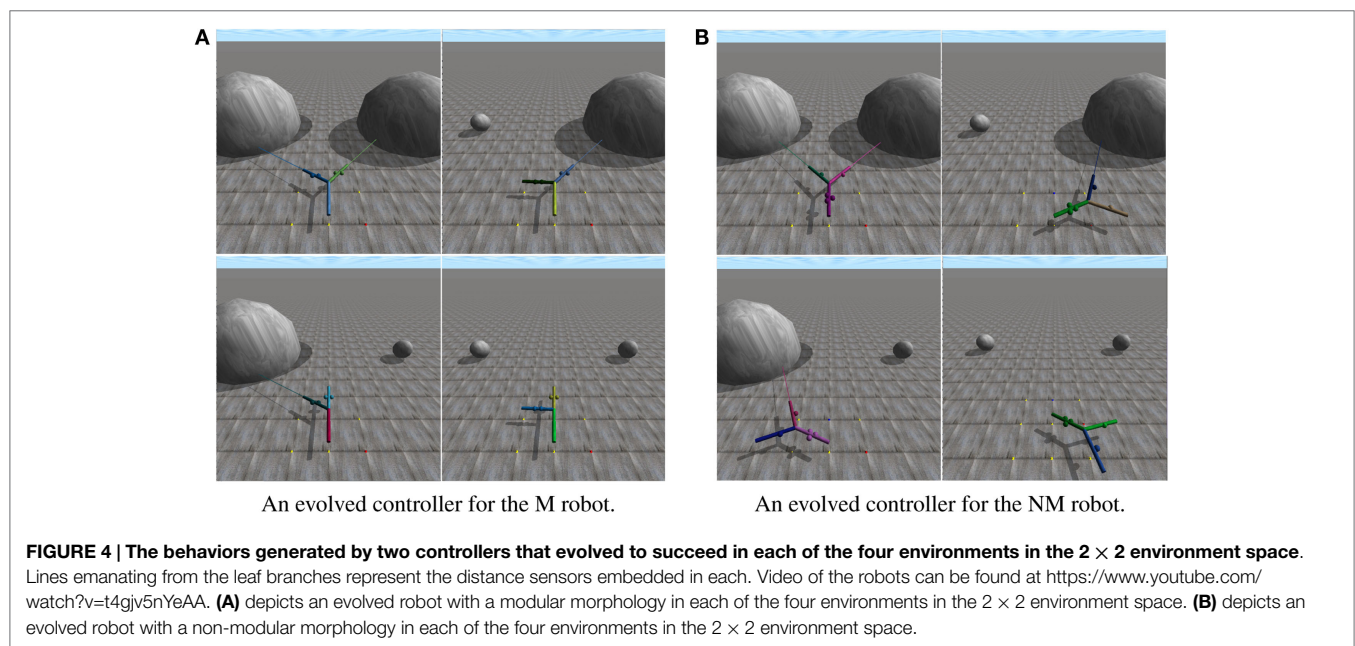 A
B
An evolved controller for the M robot.
An evolved controller for the NM robot.
FIGURE 4 | The behaviors generated by two controllers that evolved to succeed in each of the four environments in the 2 × 2 environment space.
Lines emanating from the leaf branches represent the distance sensors embedded in each. Video of the robots can be found at https://www.youtube.com/
watch?v=t4gjv5nYeAA. (A) depicts an evolved robot with a modular morphology in each of the four environments in the 2 × 2 environment space. (B) depicts an
evolved robot with a non-modular morphology in each of the four environments in the 2 × 2 environment space.